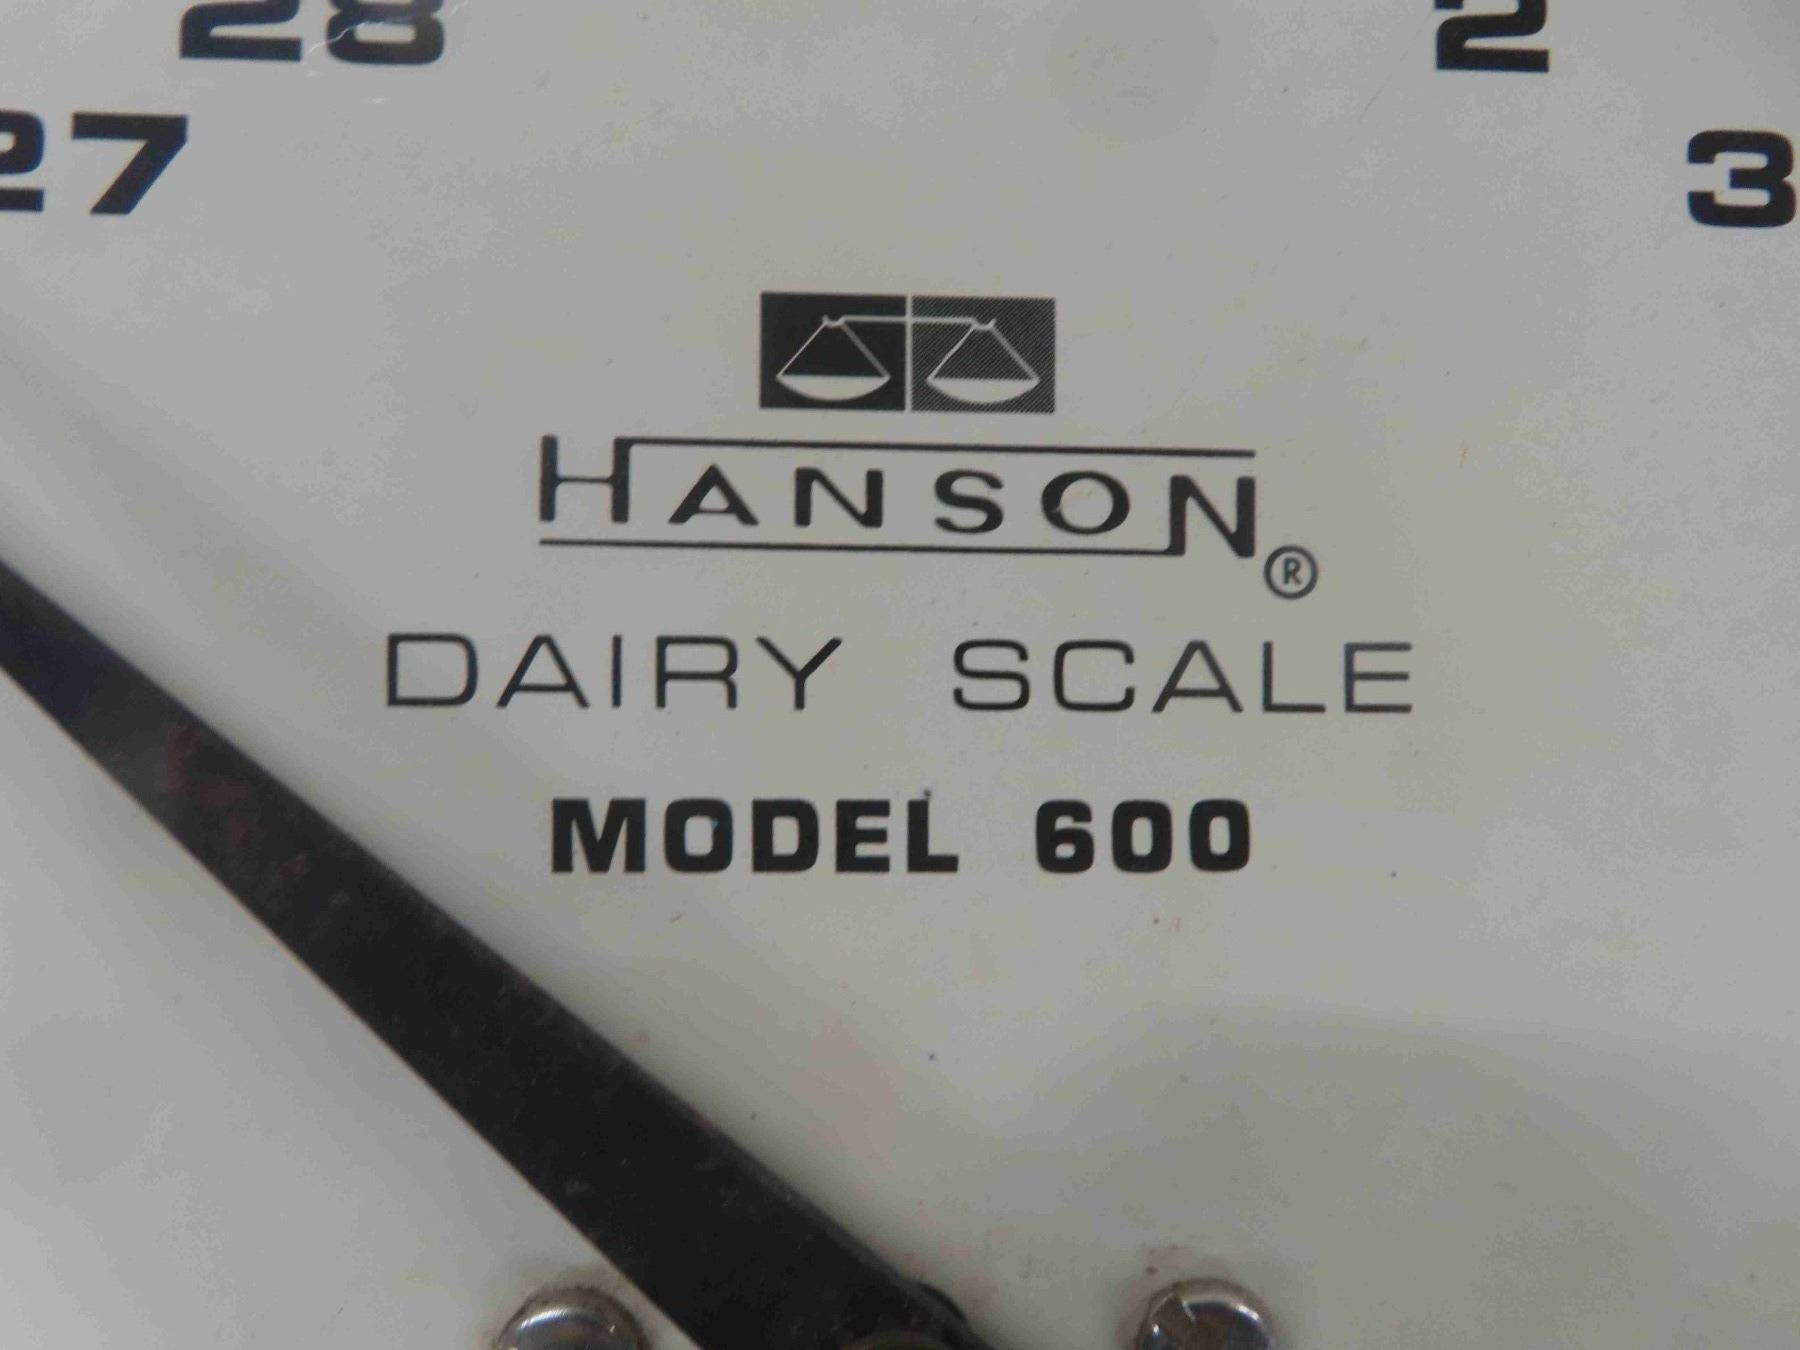 28 2
27 3
HANSON®
DAIRY SCALE
MODEL 600